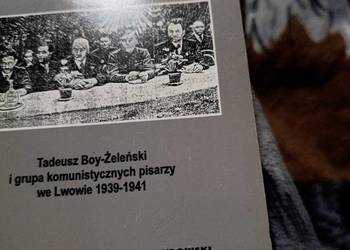 Tadeusz Boy-Żeleński
i grupa komunistycznych pisarzy
we Lwowie 1939-1941